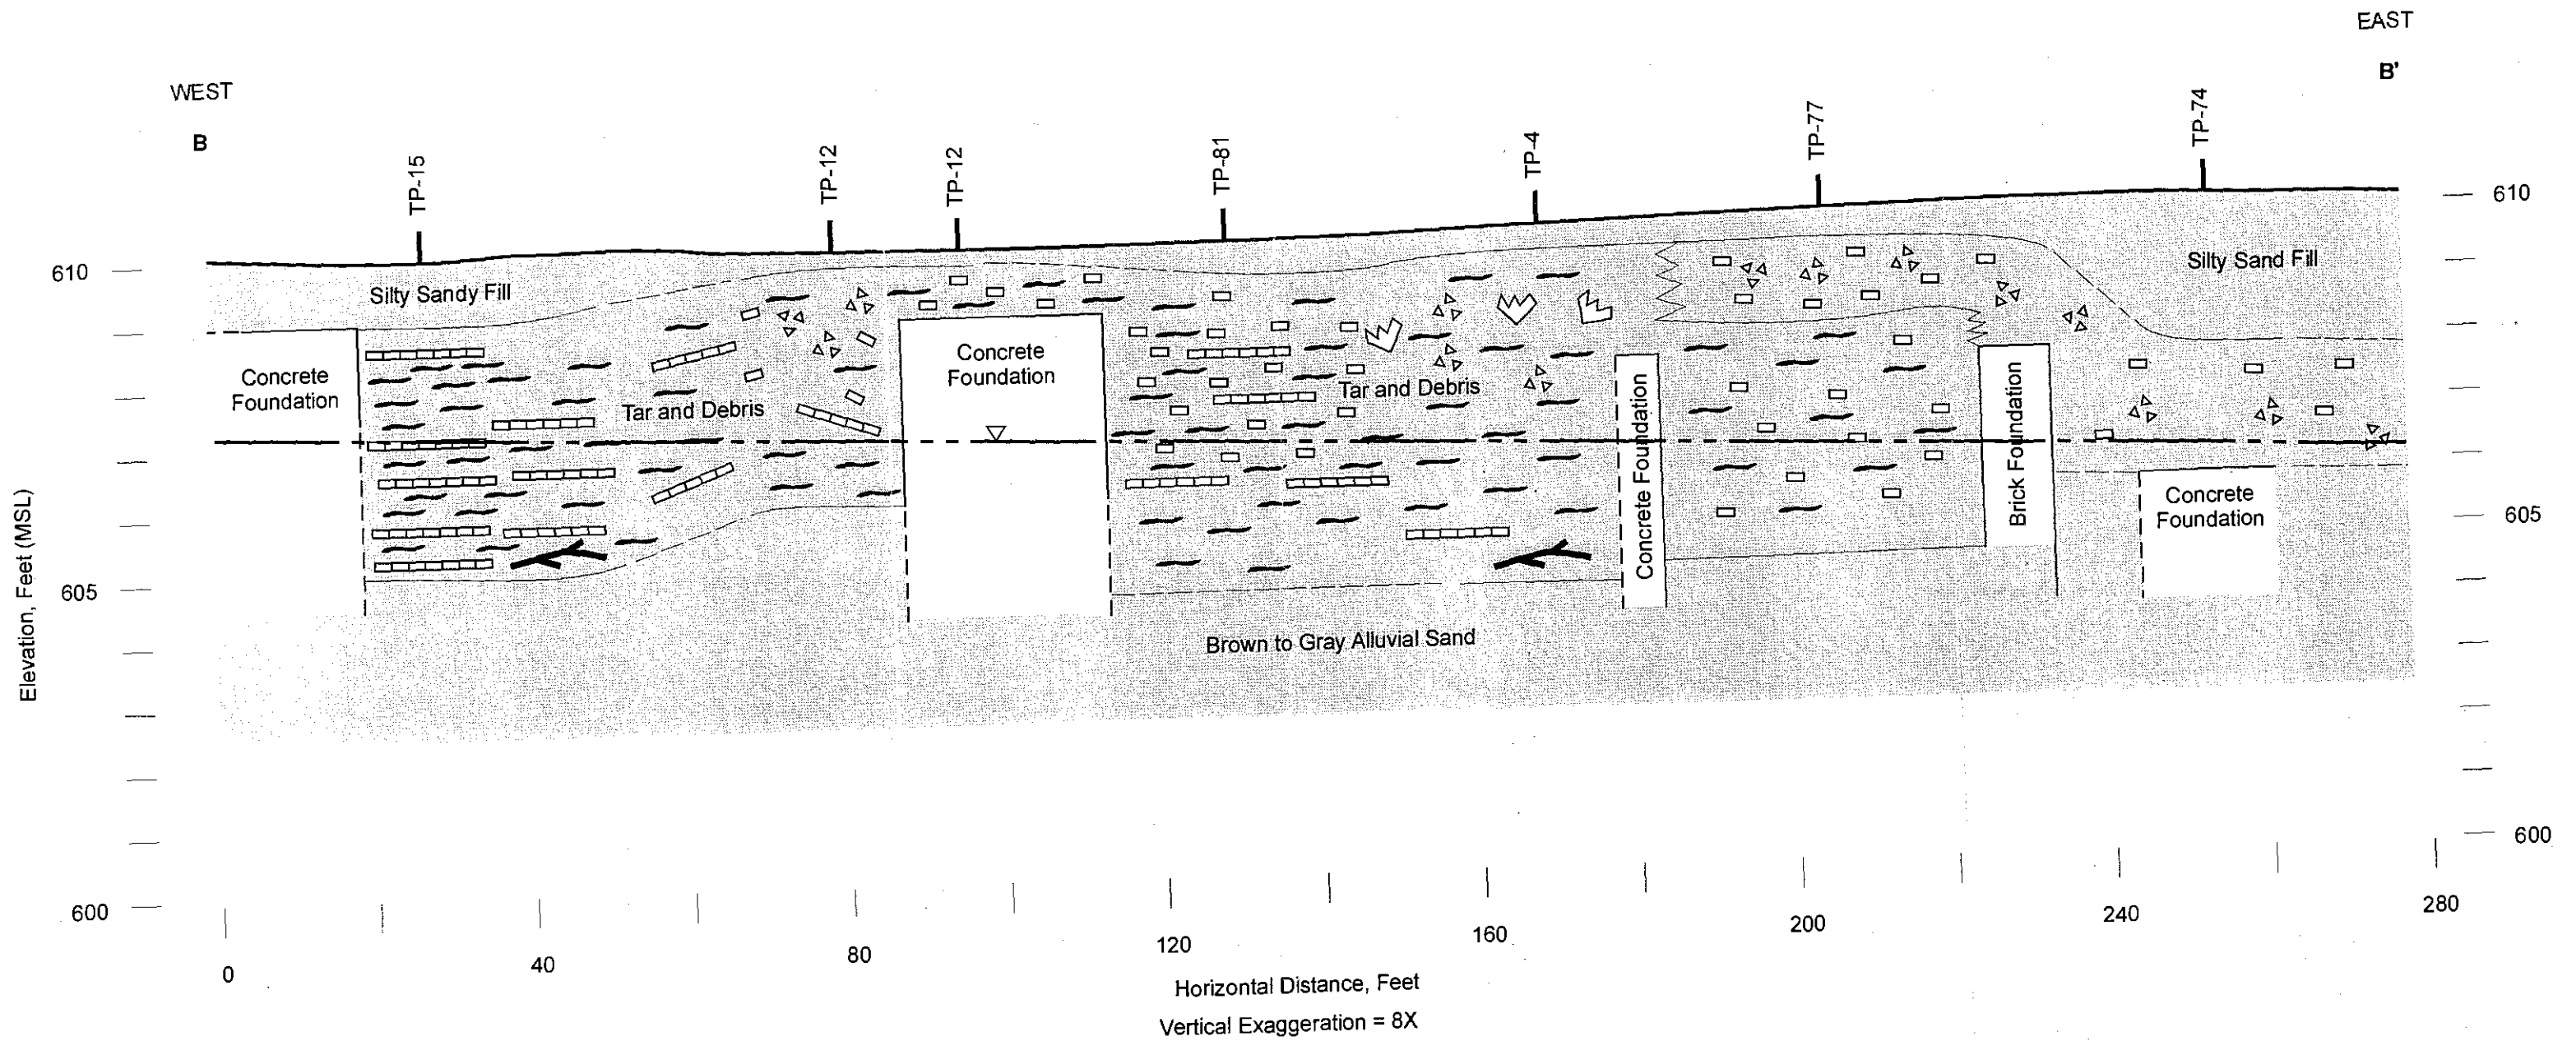 EAST
B'
WEST
B
TP-15
TP-12
TP-12
TP-81
TP-4
TP-77
TP-74
610
610
Silty Sandy Fill
Silty Sand Fill
Concrete
Foundation
Tar and Debris
Concrete
Foundation
Tar and Debris
Concrete Foundation
Brick Foundation
Concrete
Foundation
605
605
Elevation, Feet (MSL)
Brown to Gray Alluvial Sand
600
600
0
40
80
120
160
200
240
280
Horizontal Distance, Feet
Vertical Exaggeration = 8X